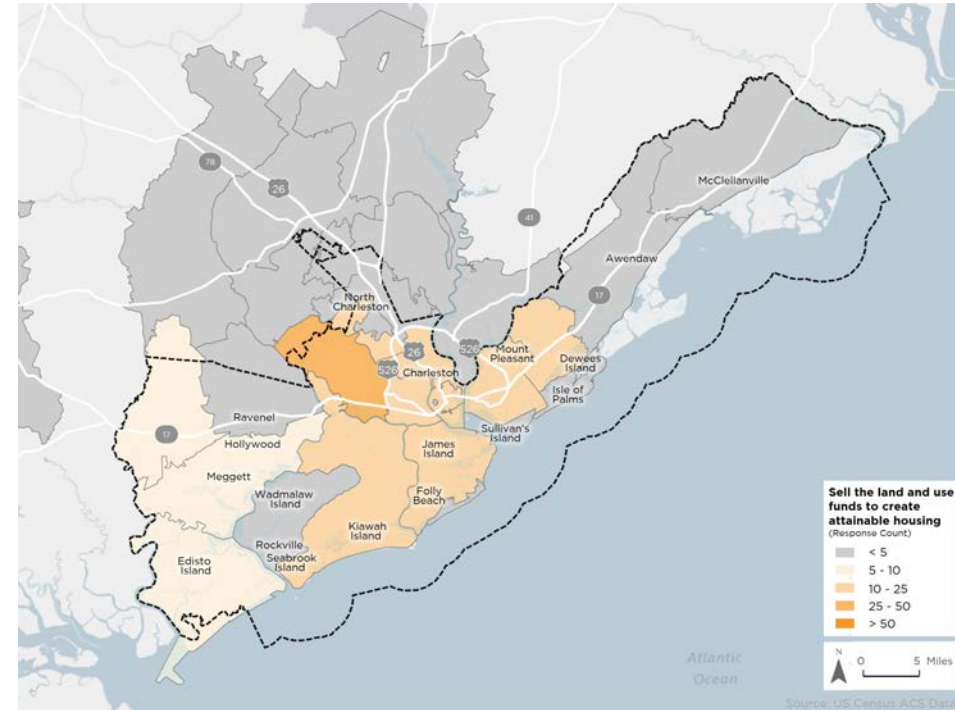 78
26
41
McClellanville
Awendaw
17
North
Charleston
Mount
Pleasant
526
26
526
Charleston
Dewees
Island
Isle of
Palms
Ravenel
Sullivan's
Island
17
Hollywood
James
Island
Meggett
Wadmalaw
Island
Folly
Beach
Kiawah
Island
Rockville
Seabrook
Island
Edisto
Island
Sell the land and use
funds to create
attainable housing
(Response Count)
< 5
5 - 10
10 - 25
25 - 50
> 50
N
0 5 Miles
Atlantic
Ocean
Source: US Census ACS Data